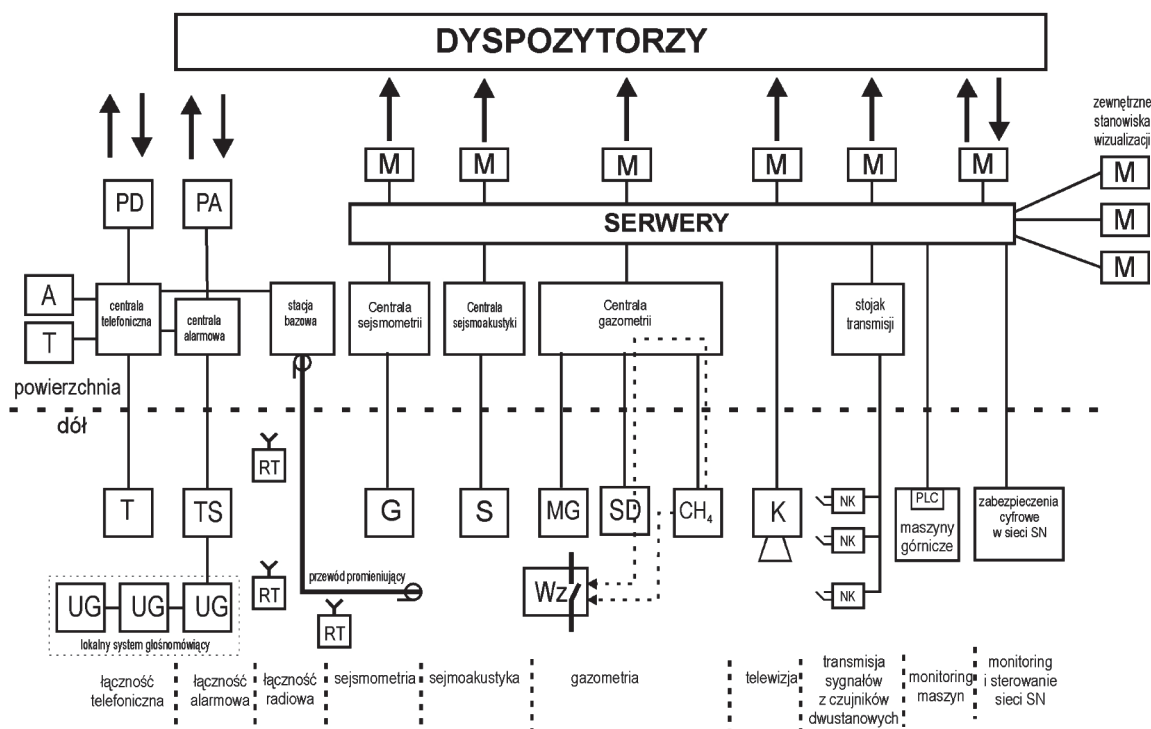 DYSPOZYTORZY
zewnętrzne
stanowiska
wizualizacji
M
M
M
M
M
M
M
M
M
PD
PA
SERWERY
A
T
centrala
telefoniczna
centrala
alarmowa
stacja
bazowa
Centrala
sejsmometrii
Centrala
sejsmoakustyki
Centrala
gazometrii
stojak
transmisji
powierzchnia
dół
RT
T
TS
G
S
MG
SD
CH₄
K
NK
NK
NK
PLC
maszyny
górnicze
zabezpieczenia
cyfrowe
w sieci SN
RT
przewód promieniujący
RT
Wz
UG
UG
UG
lokalny system głośnomówiący
łączność
telefoniczna
łączność
alarmowa
łączność
radiowa
sejsmometria
sejmoakustyka
gazometria
telewizja
transmisja
sygnałów
z czujników
dwustanowych
monitoring
maszyn
monitoring
i sterowanie
sieci SN